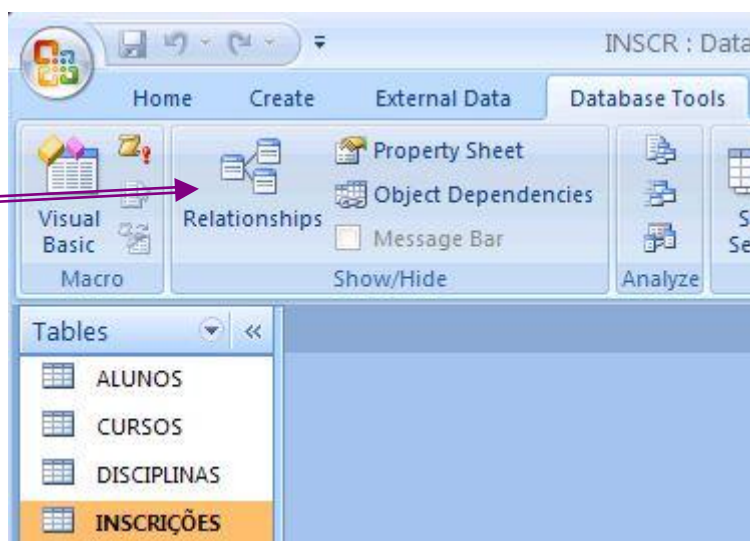 INSCR : Data
Home Create External Data Database Tools
Visual Basic
Relationships
Property Sheet
Object Dependencies
Message Bar
Macro Show/Hide Analyze
Tables
ALUNOS
CURSOS
DISCIPLINAS
INSCRIÇÕES